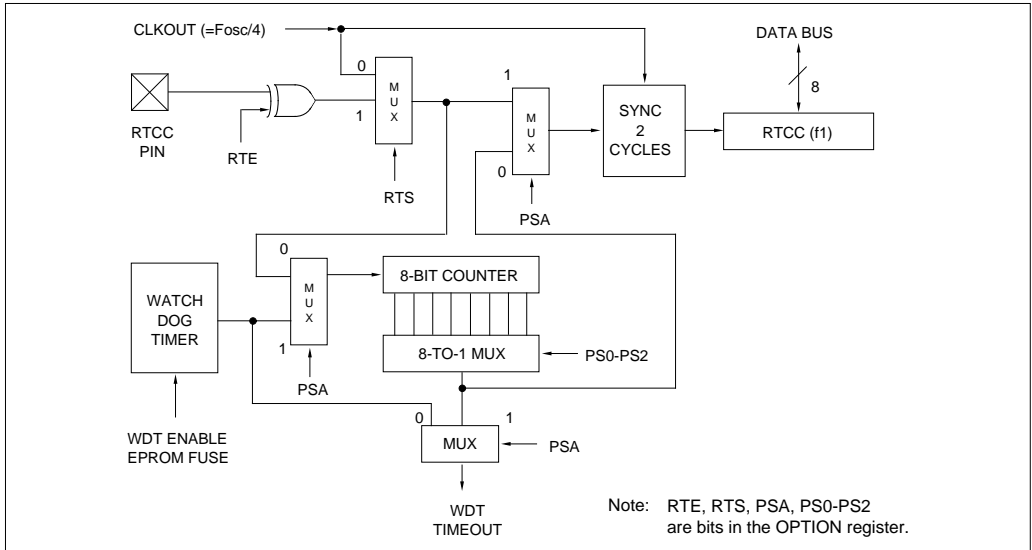 CLKOUT (=Fosc/4)
DATA BUS
8
RTCC
PIN
RTE
0
1
MUX
RTS
1
0
MUX
PSA
SYNC
2
CYCLES
RTCC (f1)
WATCH
DOG
TIMER
WDT ENABLE
EPROM FUSE
0
1
MUX
PSA
8-BIT COUNTER
8-TO-1 MUX
PS0-PS2
0
1
MUX
PSA
WDT
TIMEOUT
Note: RTE, RTS, PSA, PS0-PS2
are bits in the OPTION register.